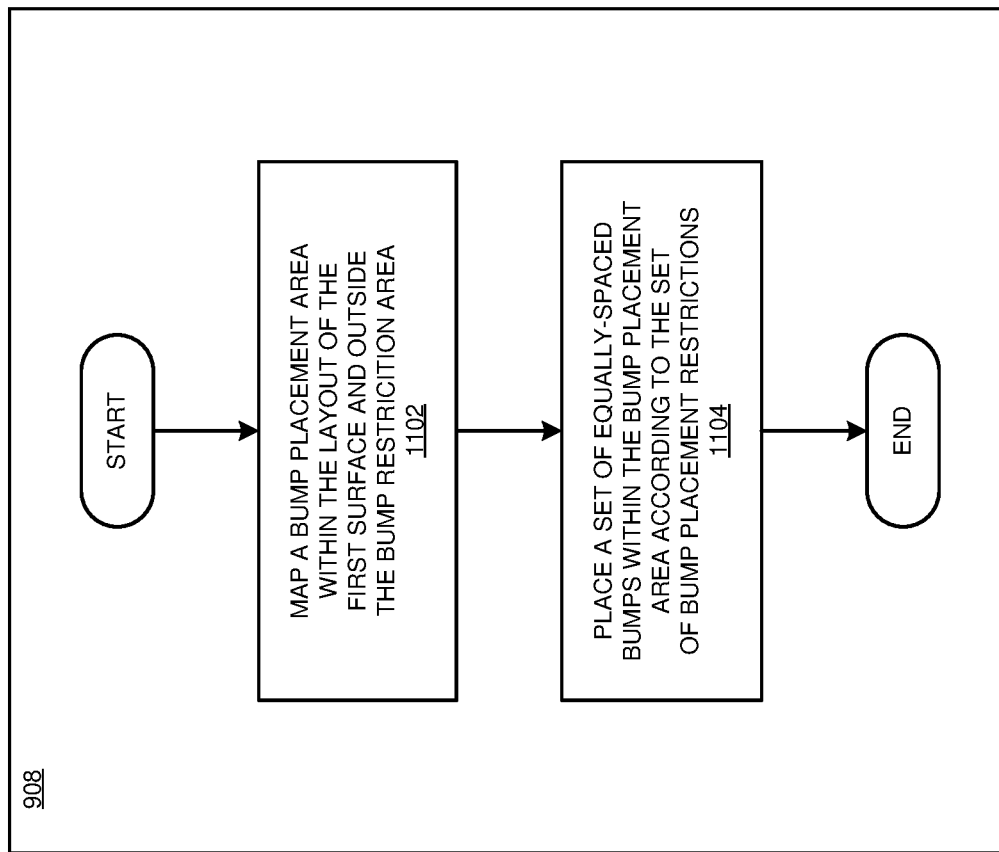 908
START
MAP A BUMP PLACEMENT AREA
WITHIN THE LAYOUT OF THE
FIRST SURFACE AND OUTSIDE
THE BUMP RESTRICITION AREA
1102
PLACE A SET OF EQUALLY-SPACED
BUMPS WITHIN THE BUMP PLACEMENT
AREA ACCORDING TO THE SET
OF BUMP PLACEMENT RESTRICTIONS
1104
END